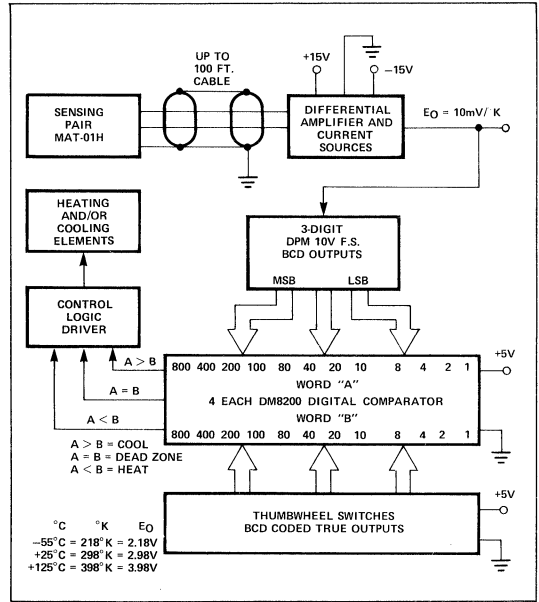 UP TO
100 FT.
CABLE
+15V
−15V
SENSING
PAIR
MAT-01H
DIFFERENTIAL
AMPLIFIER AND
CURRENT
SOURCES
EO = 10mV/°K
HEATING
AND/OR
COOLING
ELEMENTS
3-DIGIT
DPM 10V F.S.
BCD OUTPUTS
MSB LSB
CONTROL
LOGIC
DRIVER
A > B
A = B
A < B
+5V
800 400 200 100 80 40 20 10 8 4 2 1
WORD "A"
4 EACH DM8200 DIGITAL COMPARATOR
WORD "B"
800 400 200 100 80 40 20 10 8 4 2 1
A > B = COOL
A = B = DEAD ZONE
A < B = HEAT
THUMBWHEEL SWITCHES
BCD CODED TRUE OUTPUTS
+5V
°C °K EO
−55°C = 218°K = 2.18V
+25°C = 298°K = 2.98V
+125°C = 398°K = 3.98V